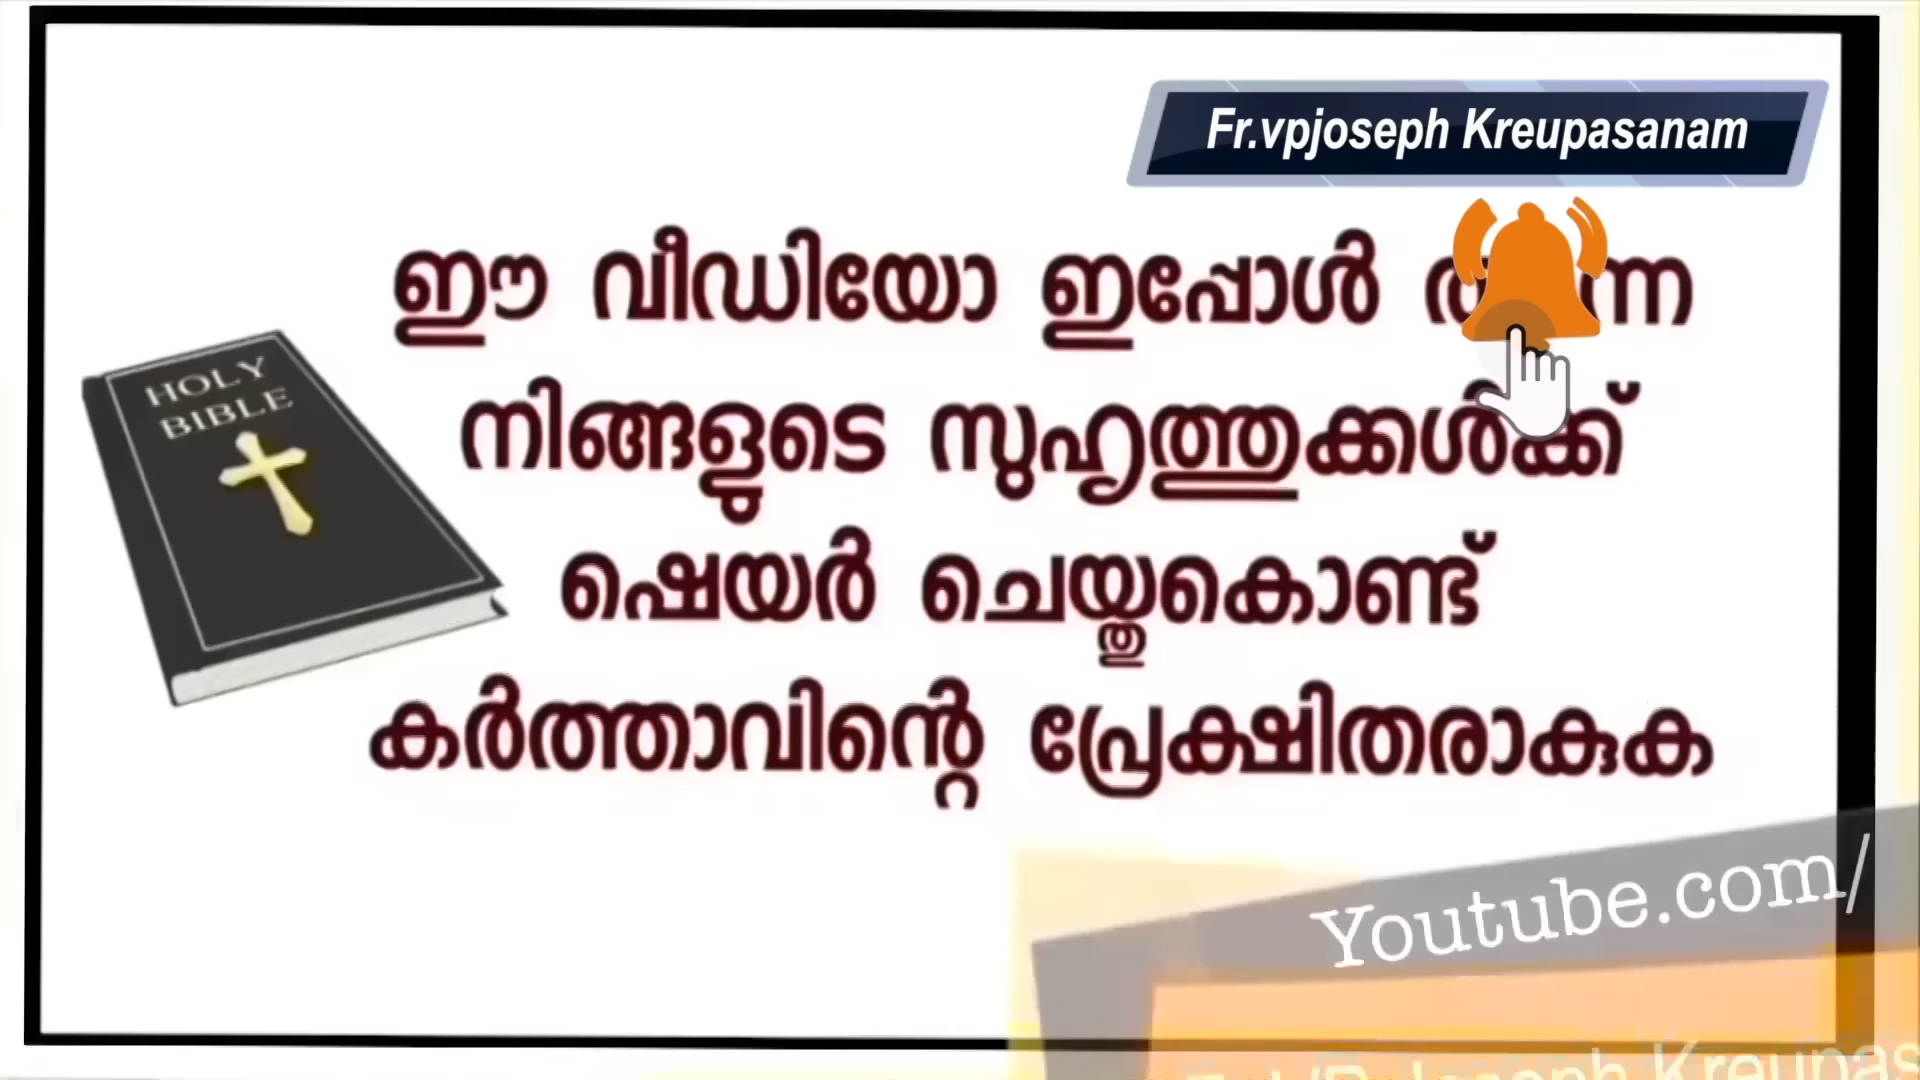 Fr.vpjoseph Kreupasanam
ഈ വീഡിയോ ഇപ്പോൾ
നിങ്ങളുടെ സുഹൃത്തുക്കൾക്ക്
ഷെയർ ചെയ്തുകൊണ്ട്
കർത്താവിന്റെ പ്രേക്ഷിതരാകുക
HOLY
BIBLE
Youtube.com/